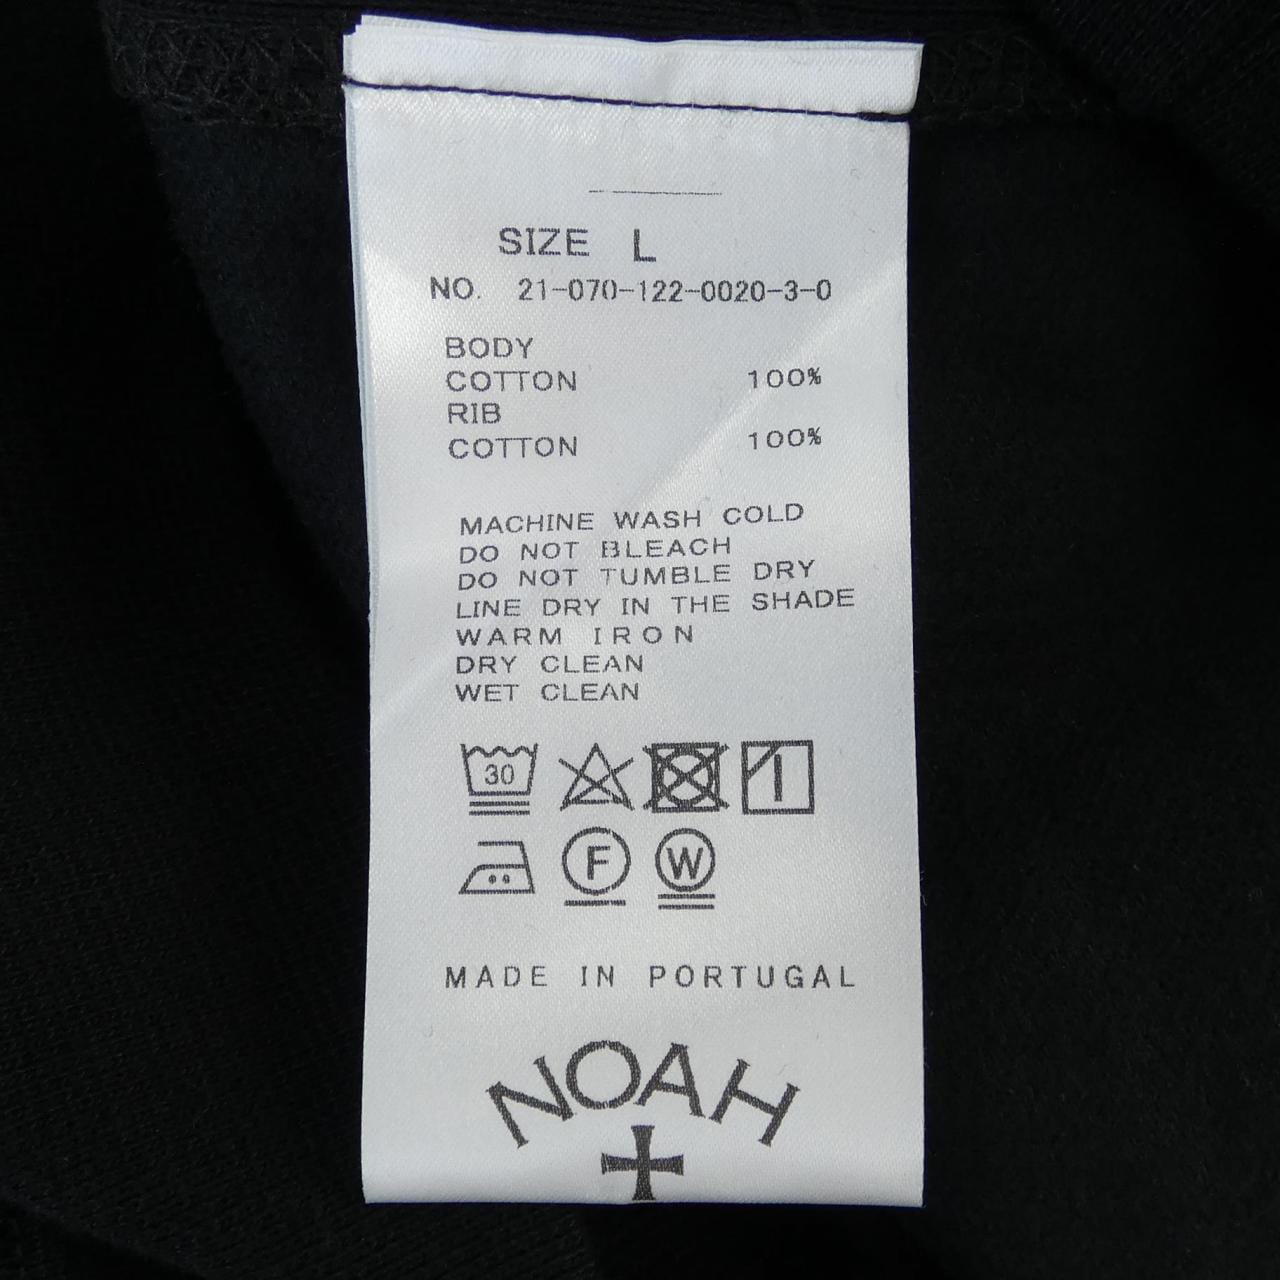 SIZE L
NO. 21-070-122-0020-3-0
BODY
COTTON 100%
RIB
COTTON 100%
MACHINE WASH COLD
DO NOT BLEACH
DO NOT TUMBLE DRY
LINE DRY IN THE SHADE
WARM IRON
DRY CLEAN
WET CLEAN
30
F W
MADE IN PORTUGAL
NOAH